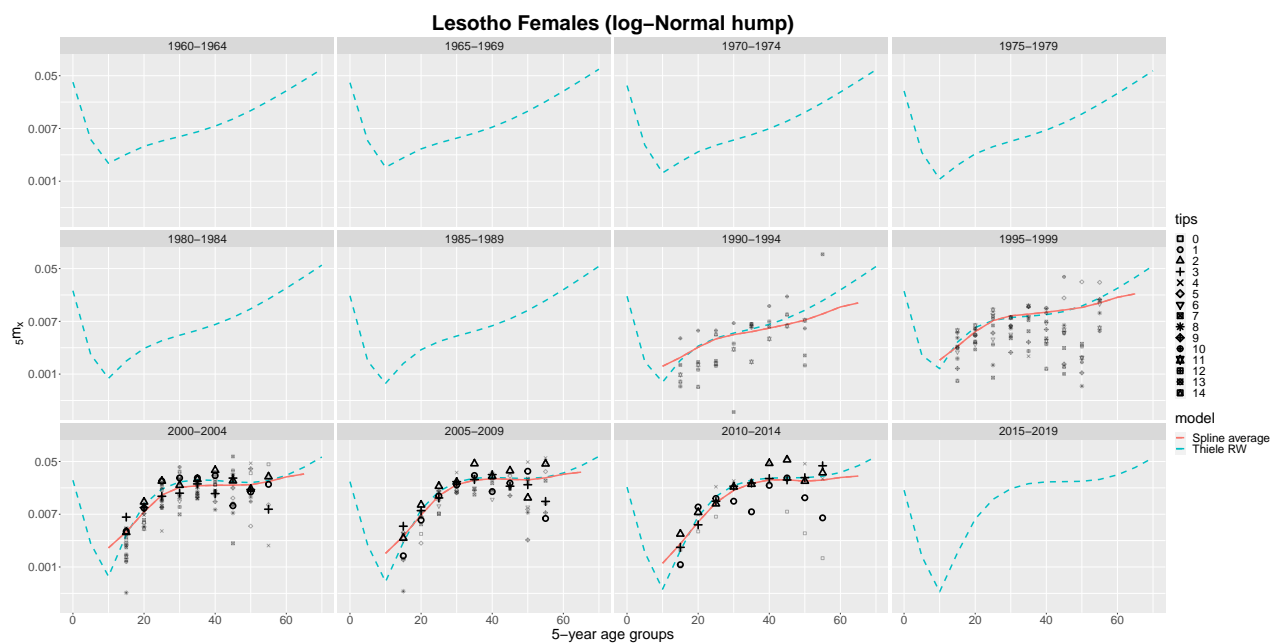 Lesotho Females (log−Normal hump)
1960−1964 1965−1969 1970−1974 1975−1979
0.05
0.007
0.001
1980−1984 1985−1989 1990−1994 1995−1999
0.05
0.007
0.001
2000−2004 2005−2009 2010−2014 2015−2019
0.05
0.007
0.001
0 20 40 60 0 20 40 60 0 20 40 60 0 20 40 60
5−year age groups
5mx
tips
0
1
2
3
4
5
6
7
8
9
10
11
12
13
14
model
Spline average
Thiele RW